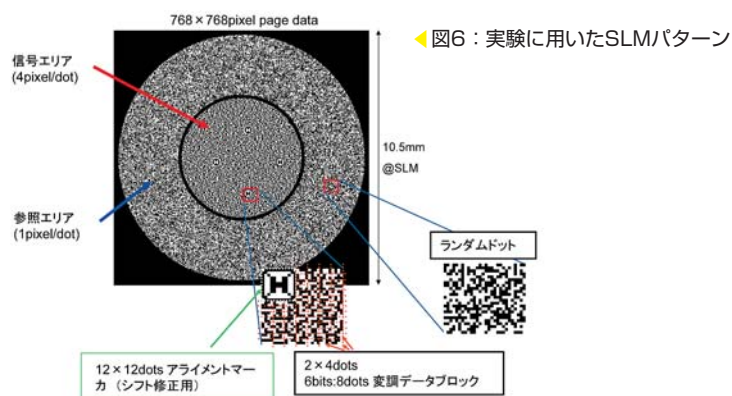 768×768pixel page data
◀図6：実験に用いたSLMパターン
信号エリア
(4pixel/dot)
10.5mm
@SLM
参照エリア
(1pixel/dot)
ランダムドット
H
12×12dots アライメントマー
カ （シフト修正用）
2×4dots
6bits:8dots 変調データブロック